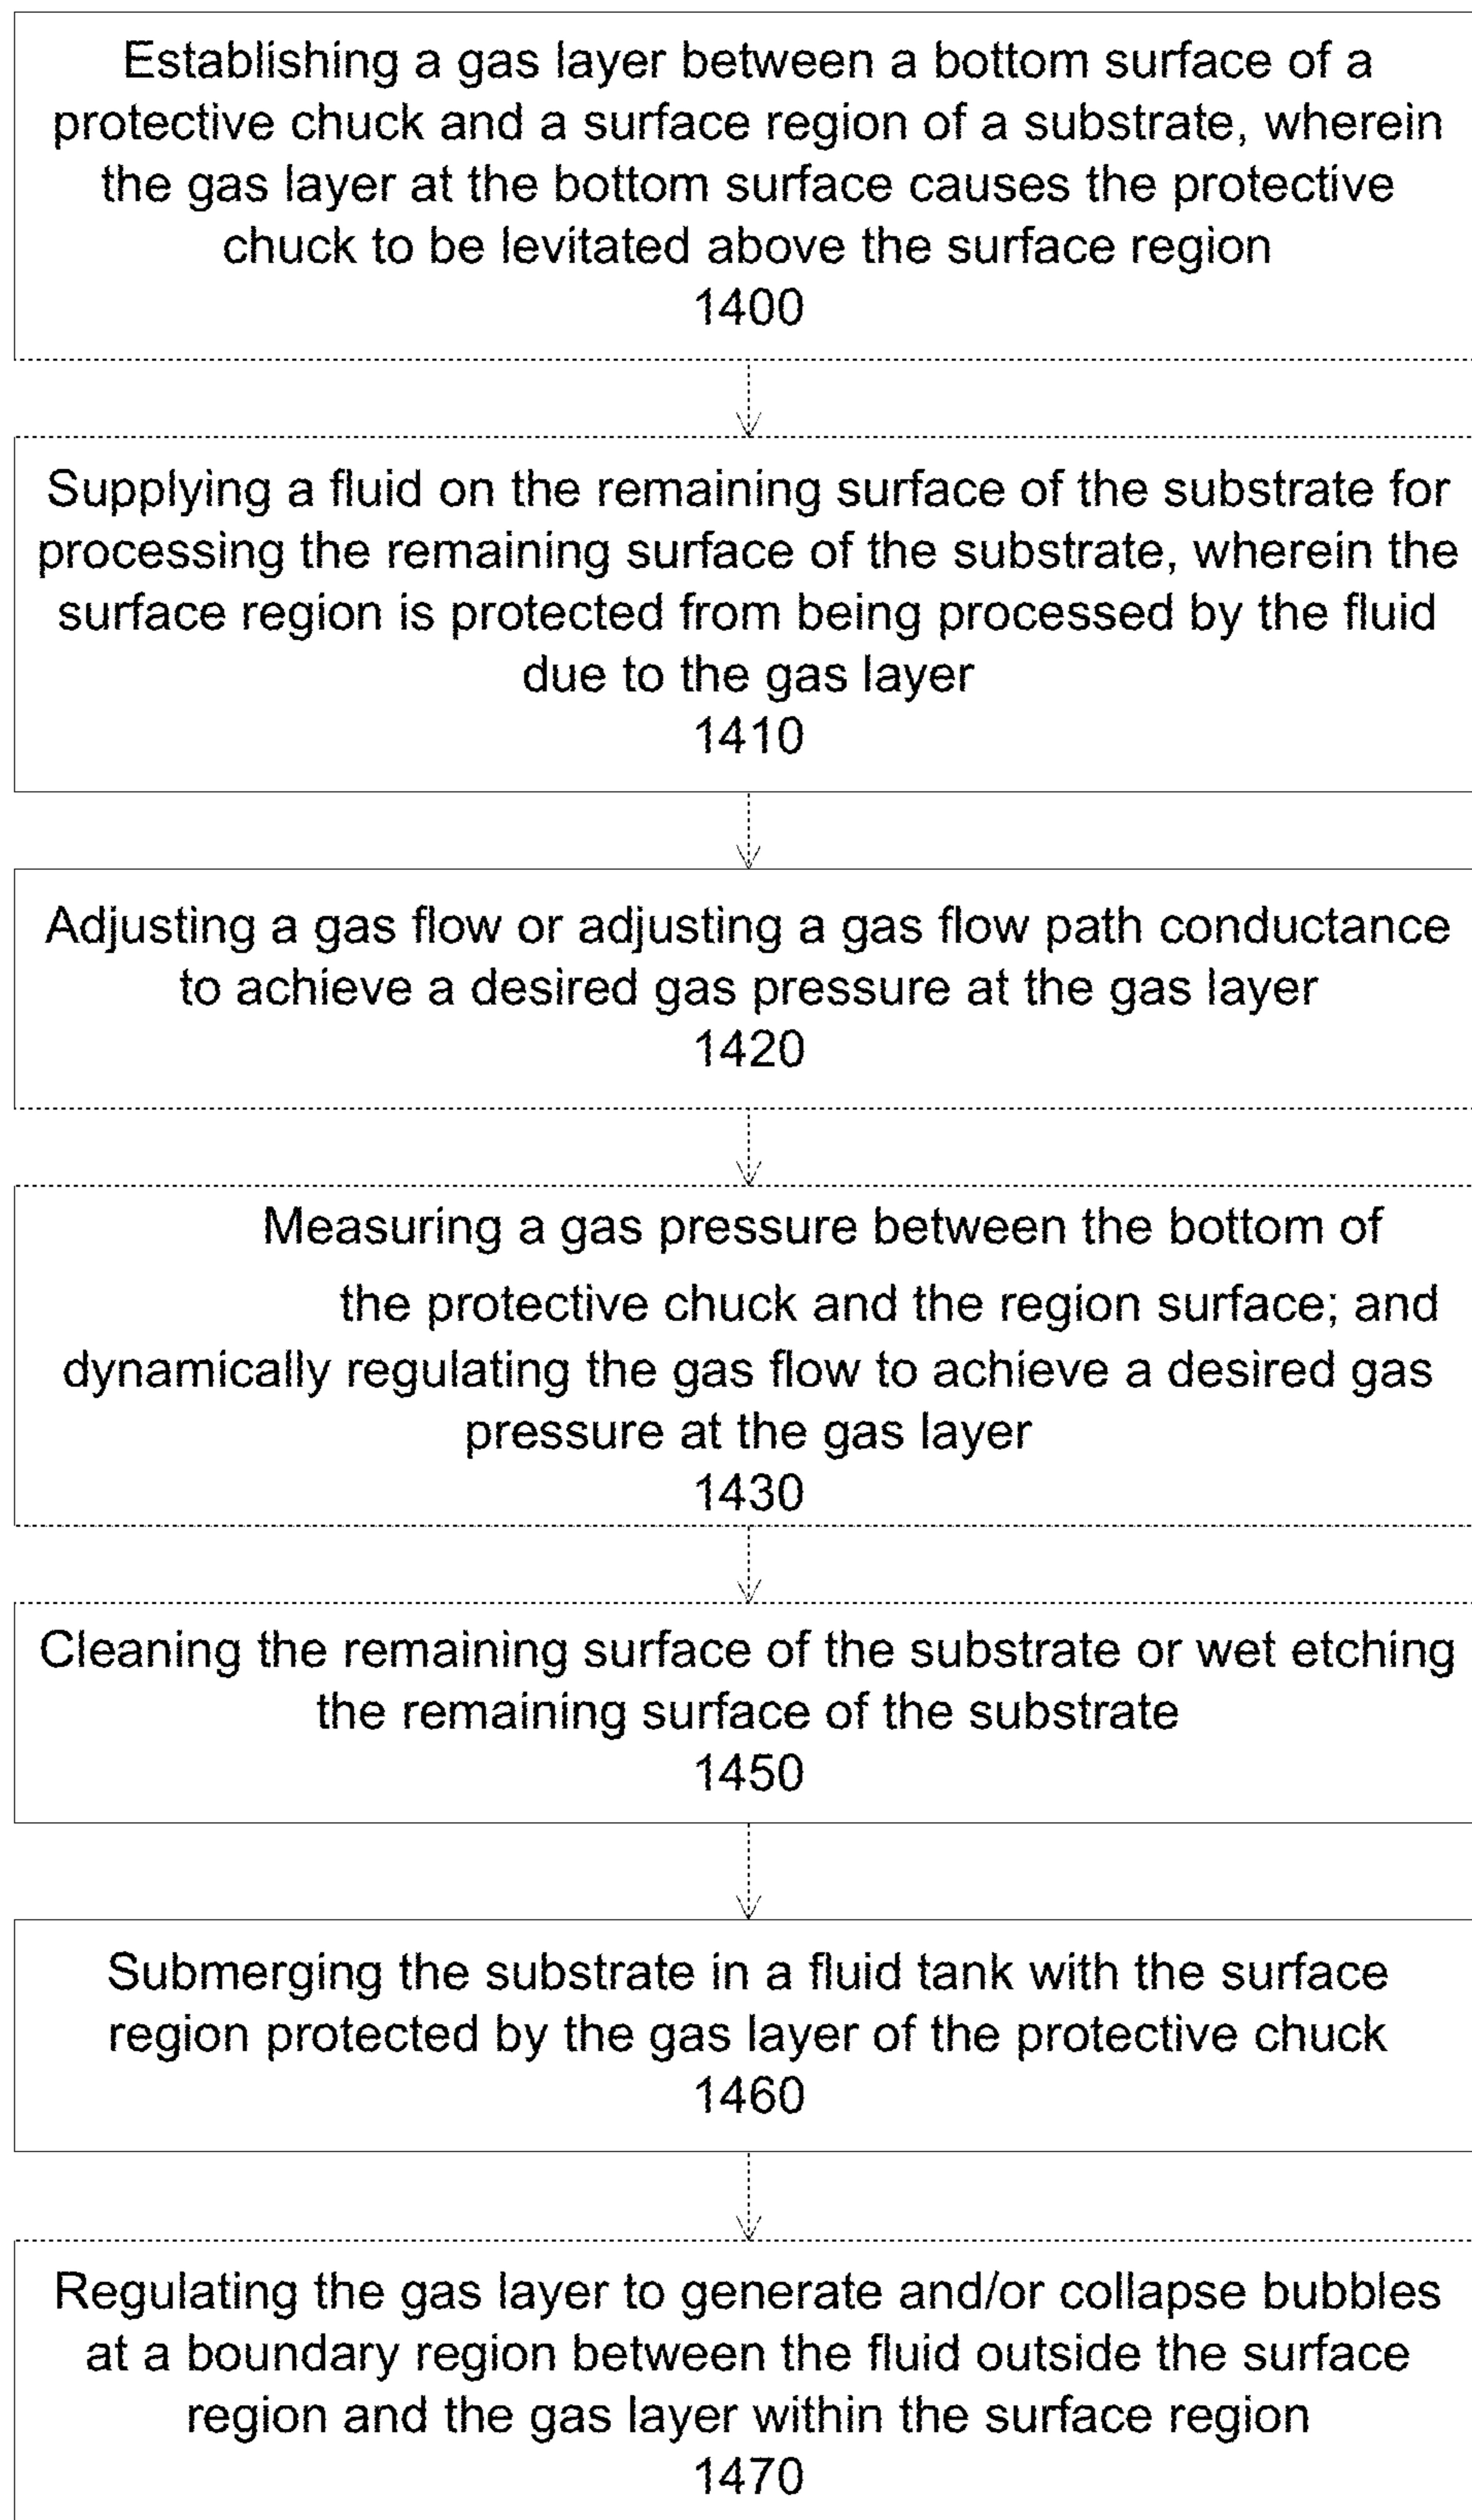 Establishing a gas layer between a bottom surface of a
protective chuck and a surface region of a substrate, wherein
the gas layer at the bottom surface causes the protective
chuck to be levitated above the surface region
1400
Supplying a fluid on the remaining surface of the substrate for
processing the remaining surface of the substrate, wherein the
surface region is protected from being processed by the fluid
due to the gas layer
1410
Adjusting a gas flow or adjusting a gas flow path conductance
to achieve a desired gas pressure at the gas layer
1420
Measuring a gas pressure between the bottom of
the protective chuck and the region surface; and
dynamically regulating the gas flow to achieve a desired gas
pressure at the gas layer
1430
Cleaning the remaining surface of the substrate or wet etching
the remaining surface of the substrate
1450
Submerging the substrate in a fluid tank with the surface
region protected by the gas layer of the protective chuck
1460
Regulating the gas layer to generate and/or collapse bubbles
at a boundary region between the fluid outside the surface
region and the gas layer within the surface region
1470